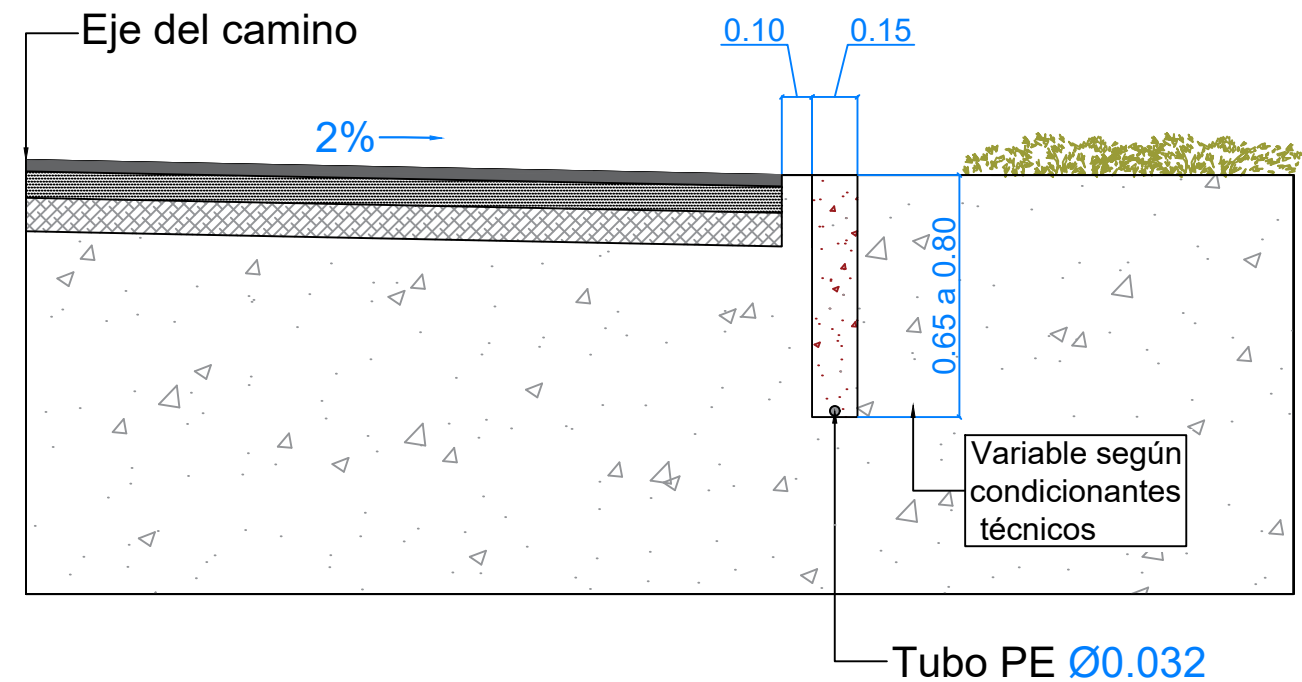 Eje del camino
0.10
0.15
2%
0.65 a 0.80
Variable según
condicionantes
técnicos
Tubo PE Ø0.032